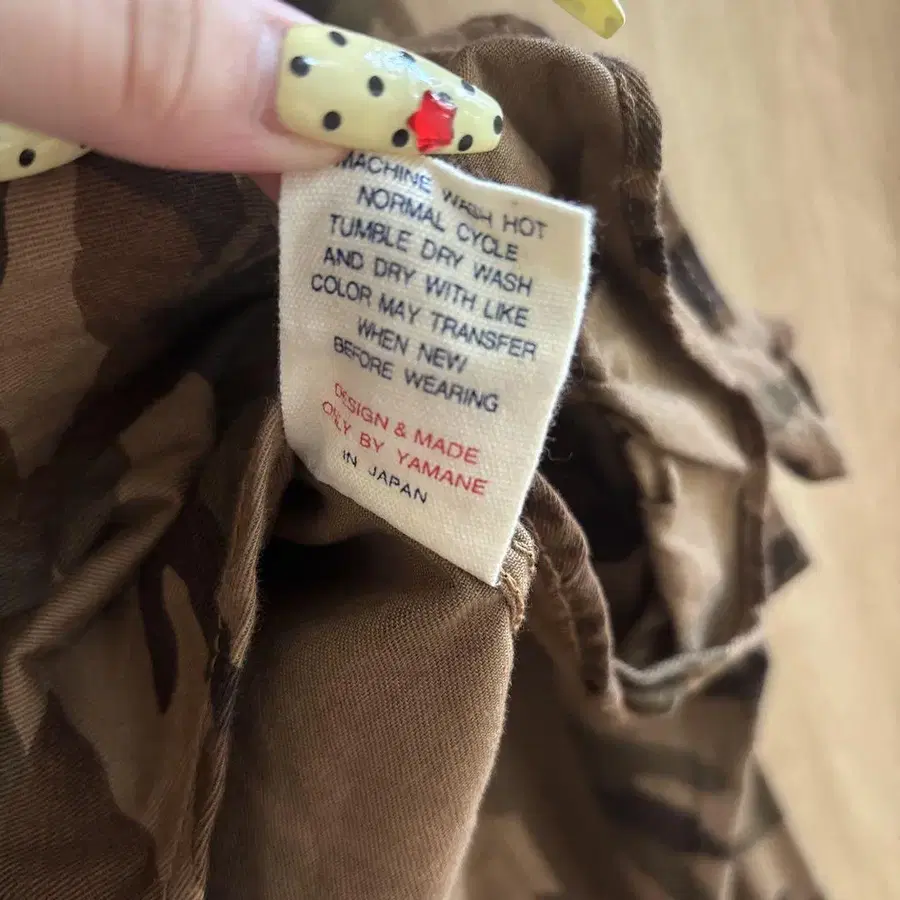 MACHINE WASH HOT
NORMAL CYCLE
TUMBLE DRY WASH
AND DRY WITH LIKE
COLOR MAY TRANSFER
WHEN NEW
BEFORE WEARING
DESIGN & MADE
ONLY BY YAMANE
IN JAPAN